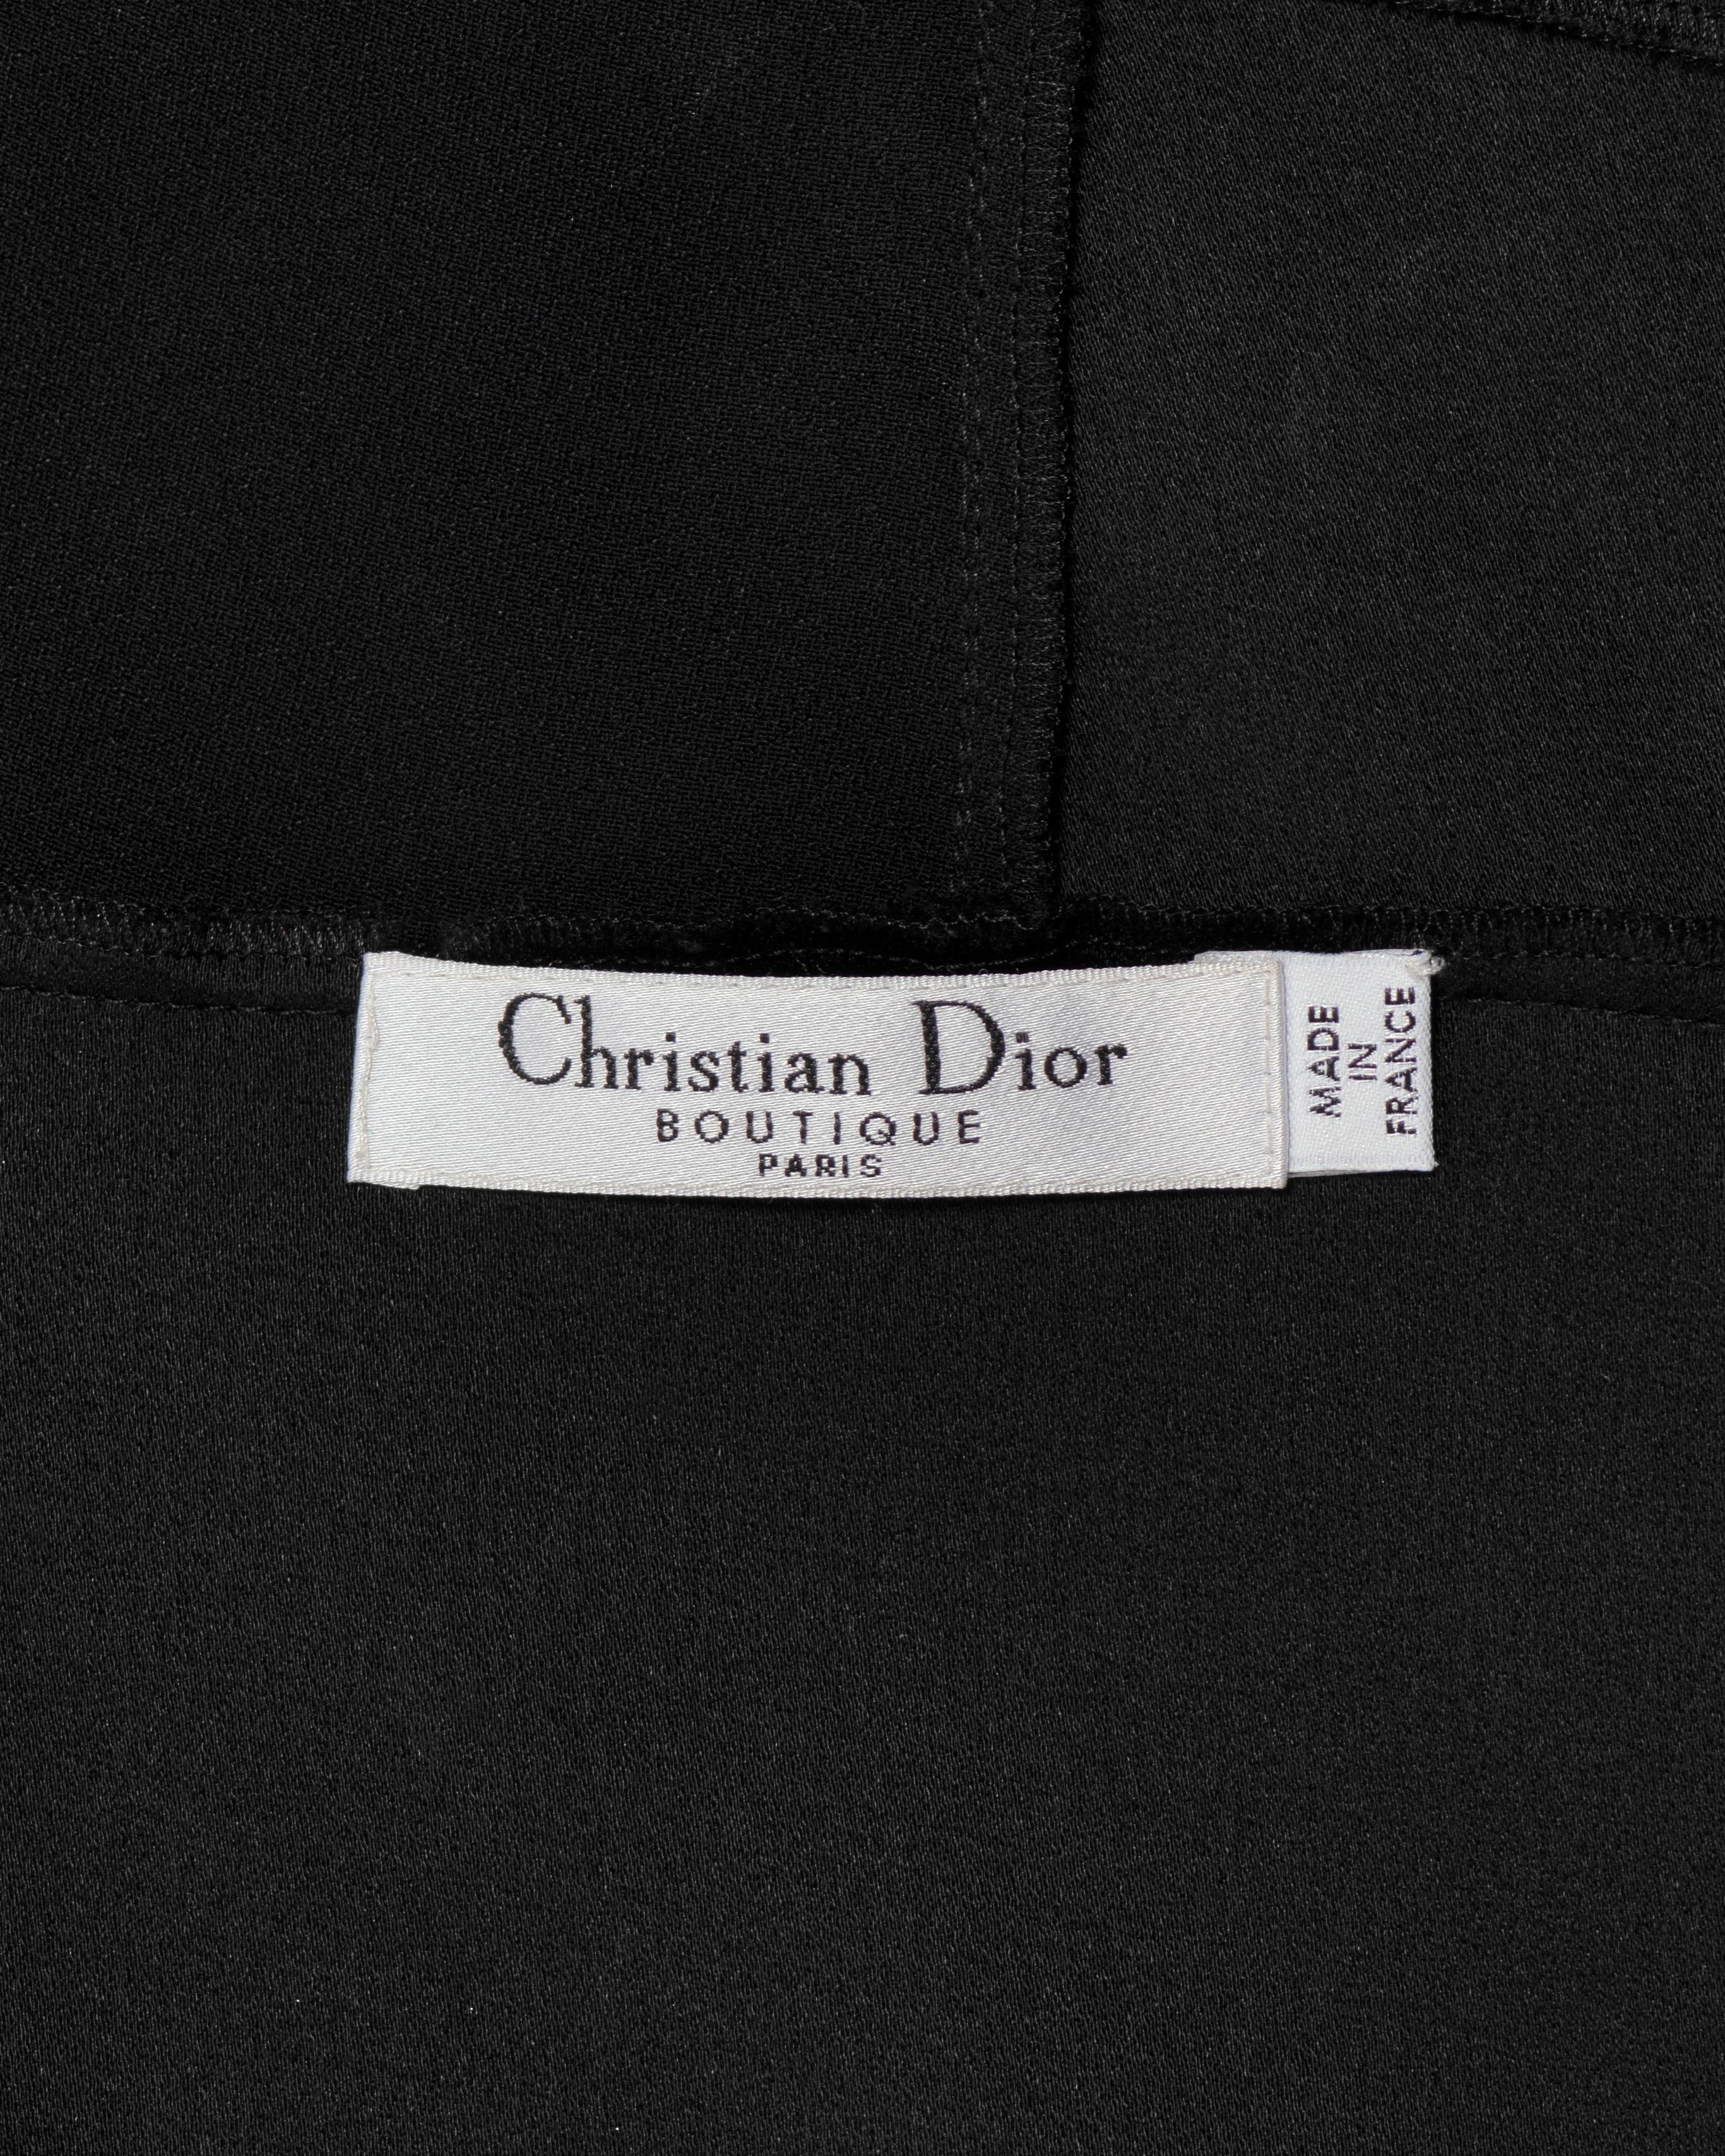 Christian Dior
BOUTIQUE
PARIS
MADE
IN
FRANCE